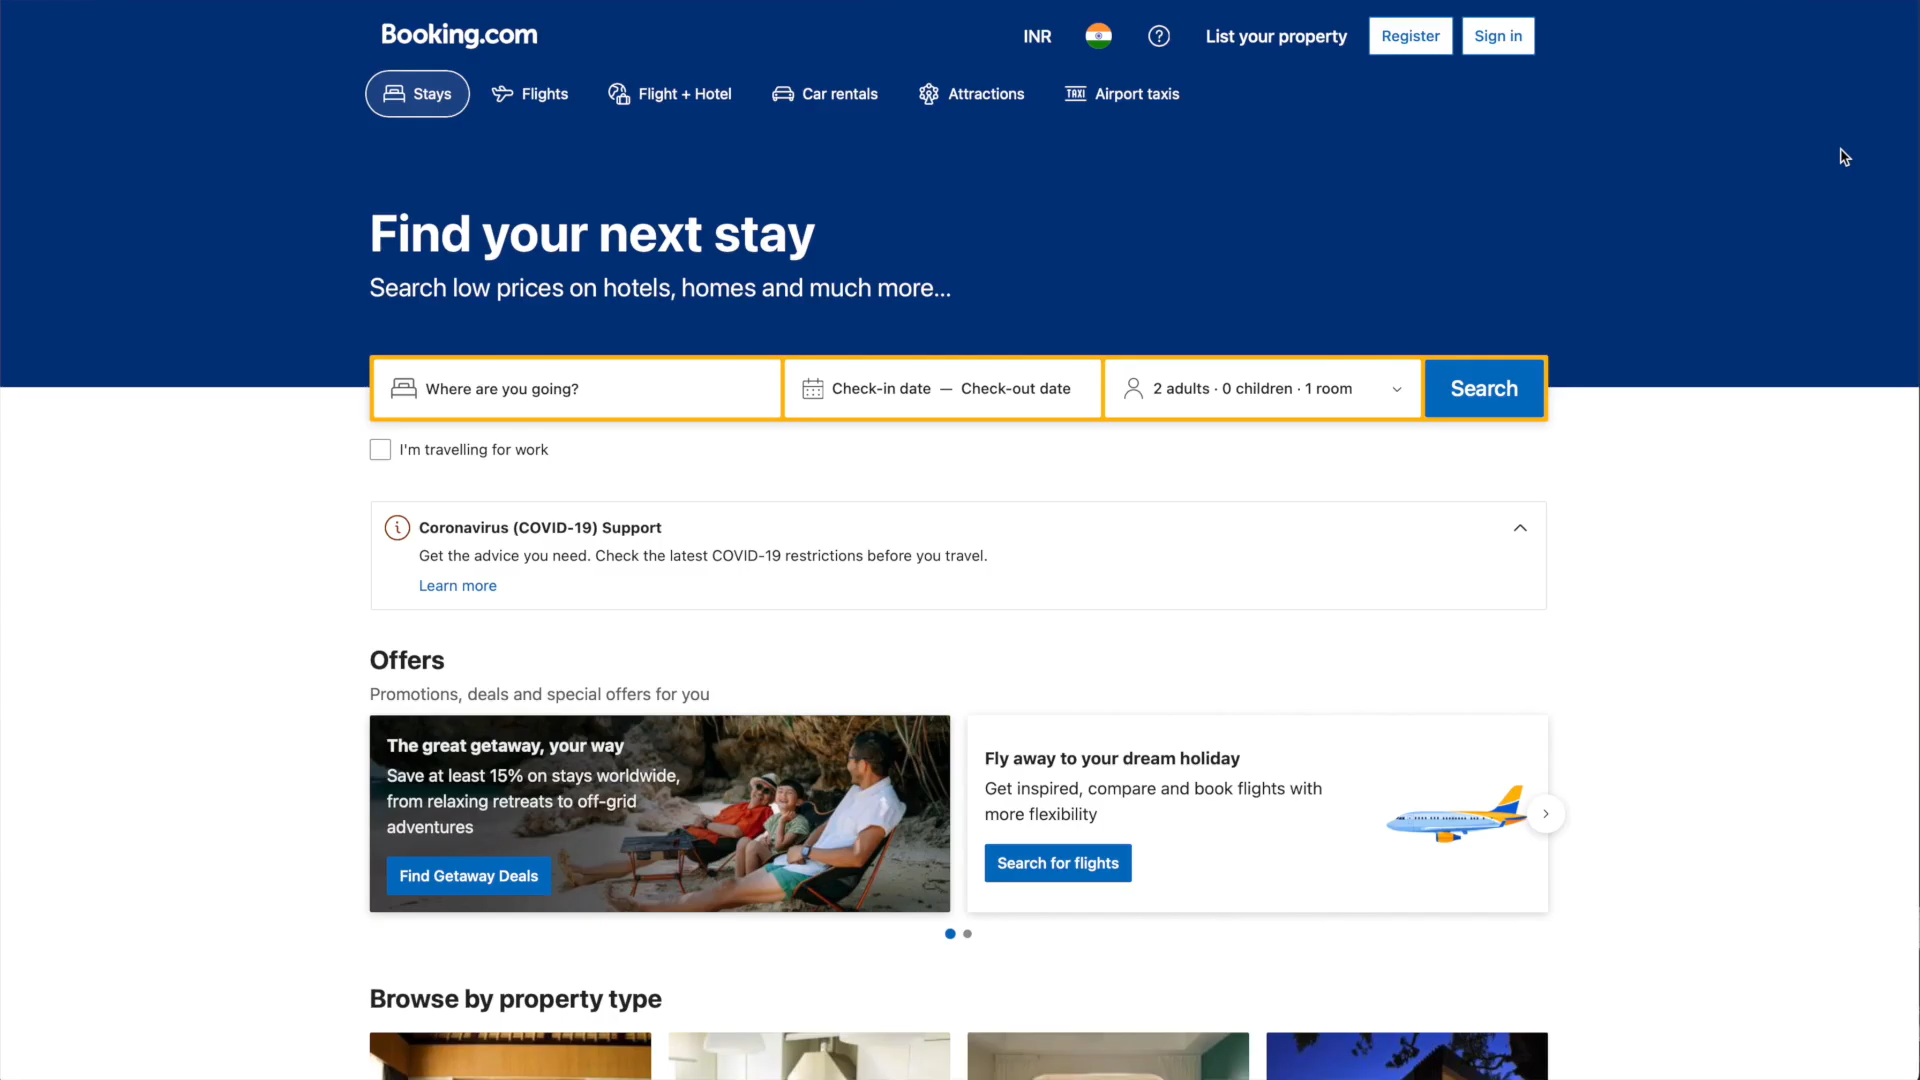 Booking.com
INR
List your property
Register
Sign in
Stays
Flights
Flight + Hotel
Car rentals
Attractions
TAXI
Airport taxis
Find your next stay
Search low prices on hotels, homes and much more...
Where are you going?
Check-in date — Check-out date
2 adults · 0 children · 1 room
Search
I'm travelling for work
Coronavirus (COVID-19) Support
Get the advice you need. Check the latest COVID-19 restrictions before you travel.
Learn more
Offers
Promotions, deals and special offers for you
The great getaway, your way
Save at least 15% on stays worldwide,
from relaxing retreats to off-grid
adventures
Find Getaway Deals
Fly away to your dream holiday
Get inspired, compare and book flights with
more flexibility
Search for flights
Browse by property type